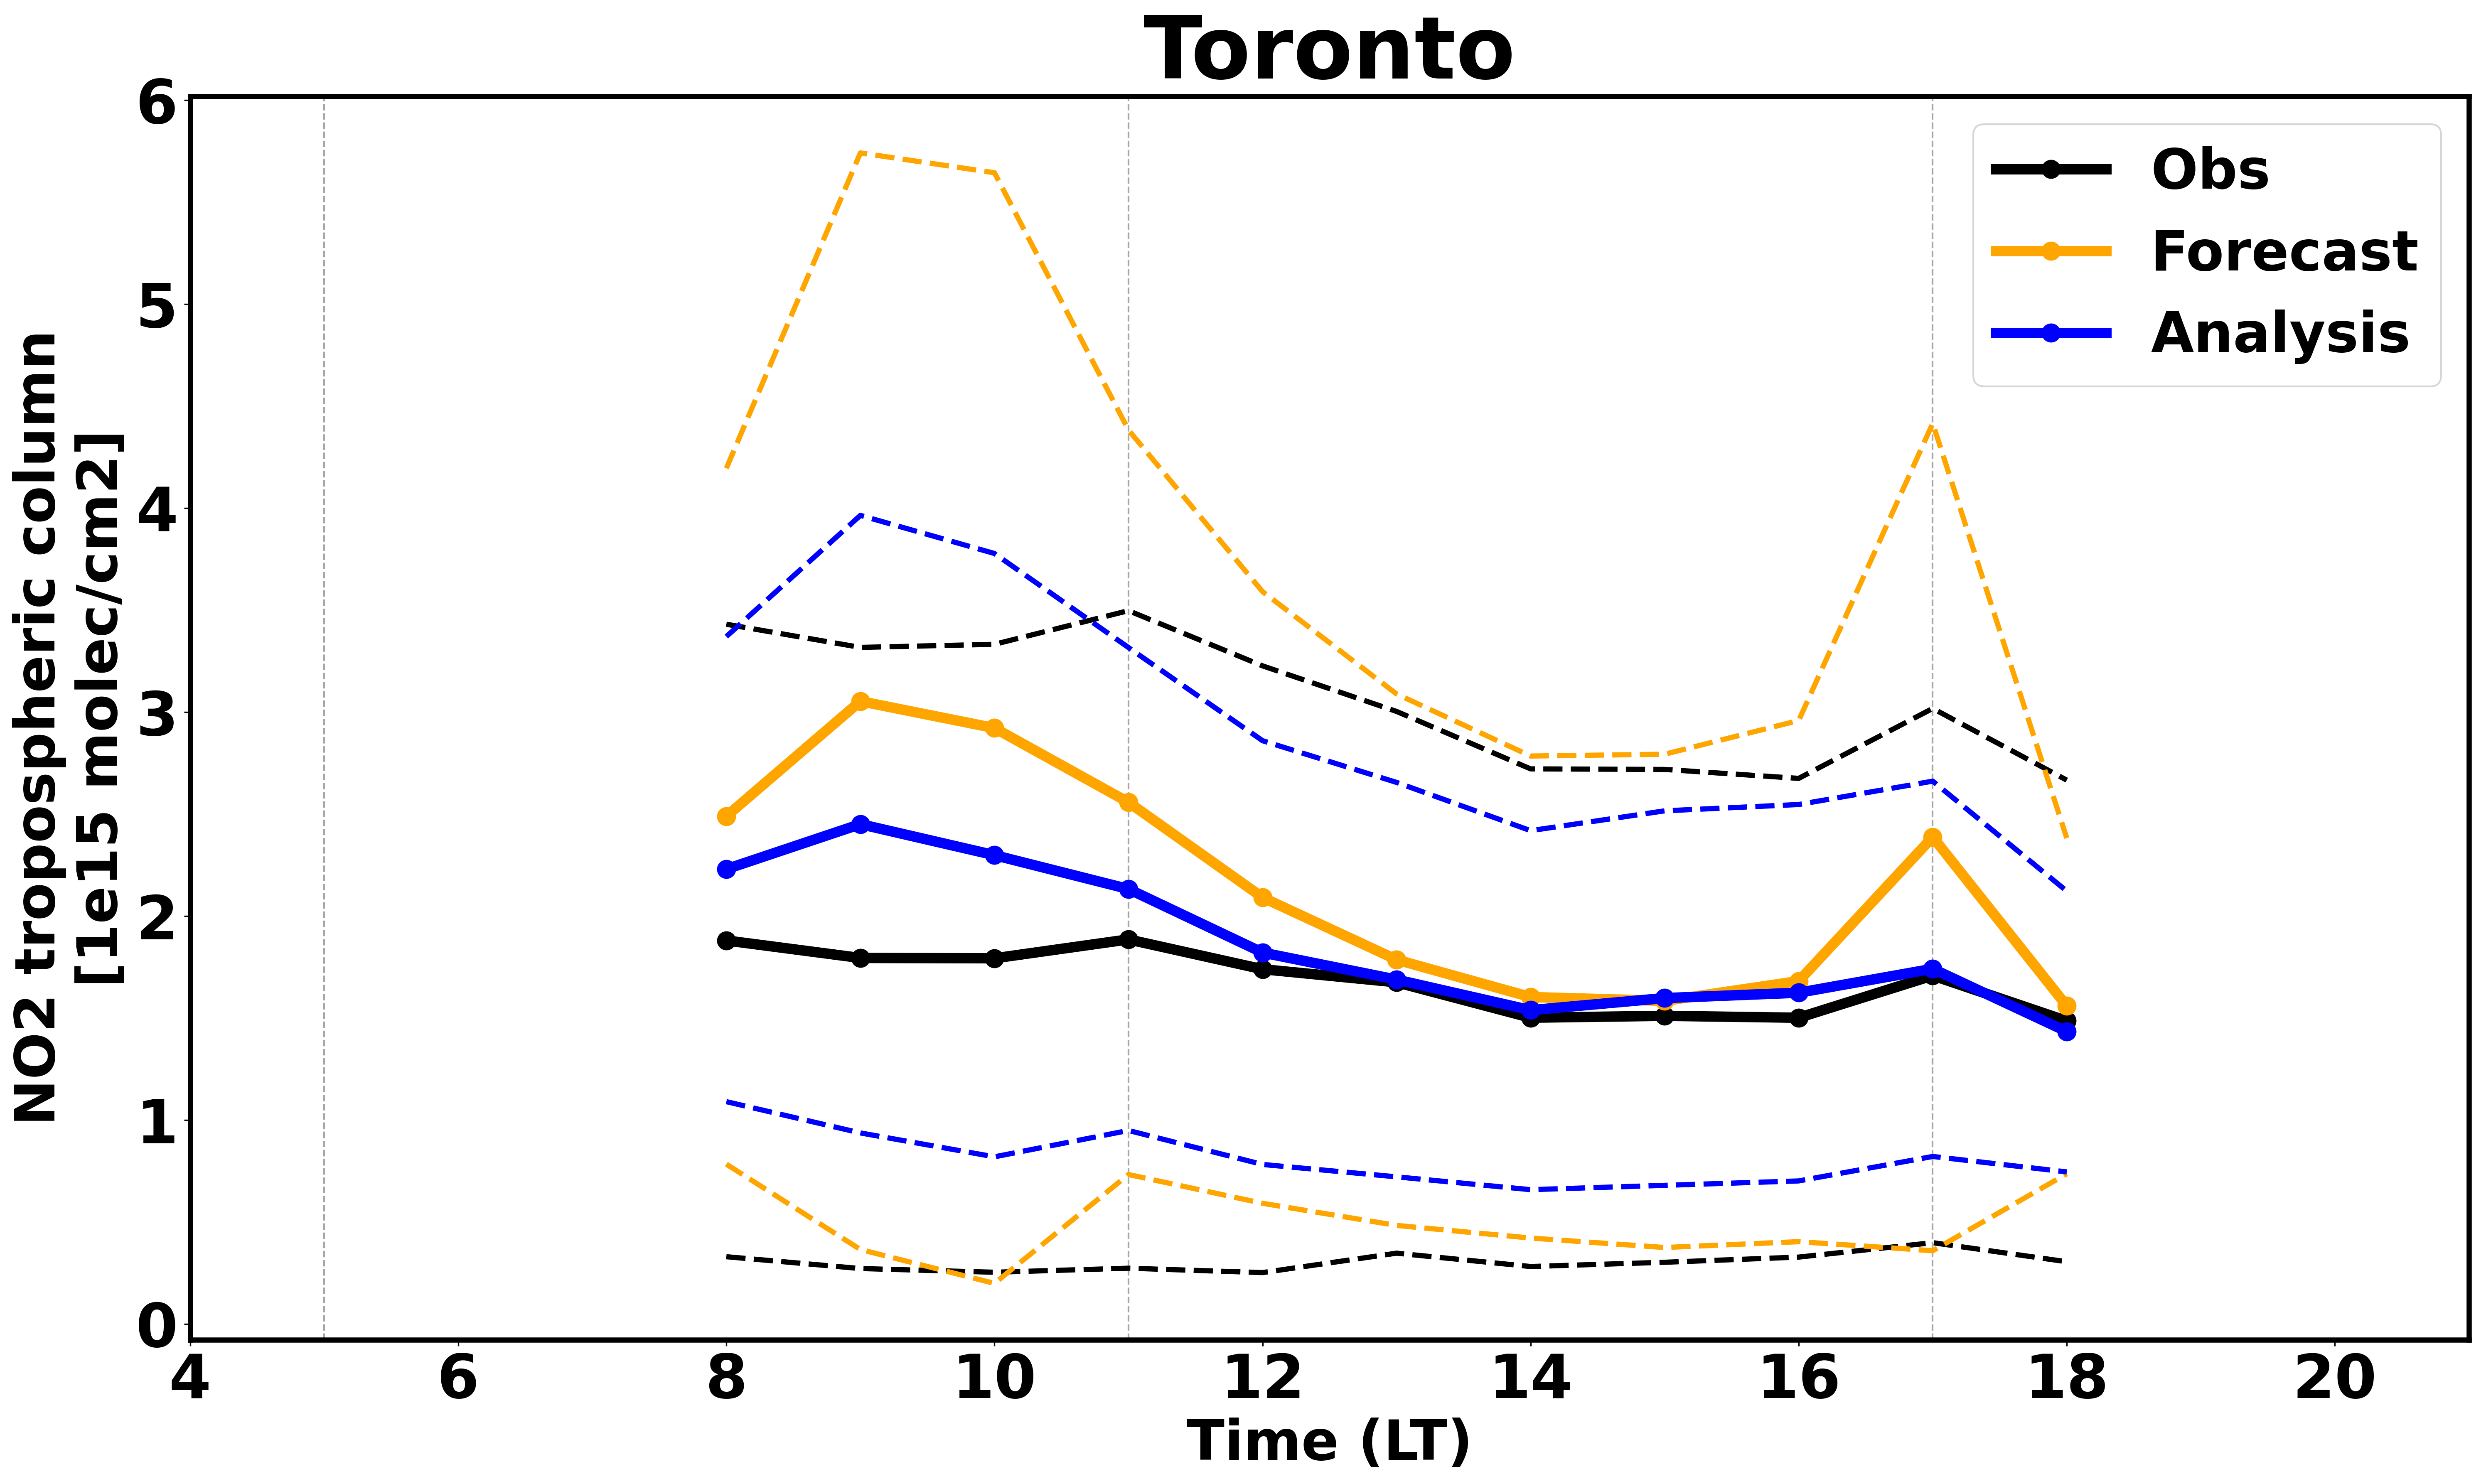 Toronto
NO2 tropospheric column
[1e15 molec/cm2]
6
5
4
3
2
1
0
Obs
Forecast
Analysis
4 6 8 10 12 14 16 18 20
Time (LT)